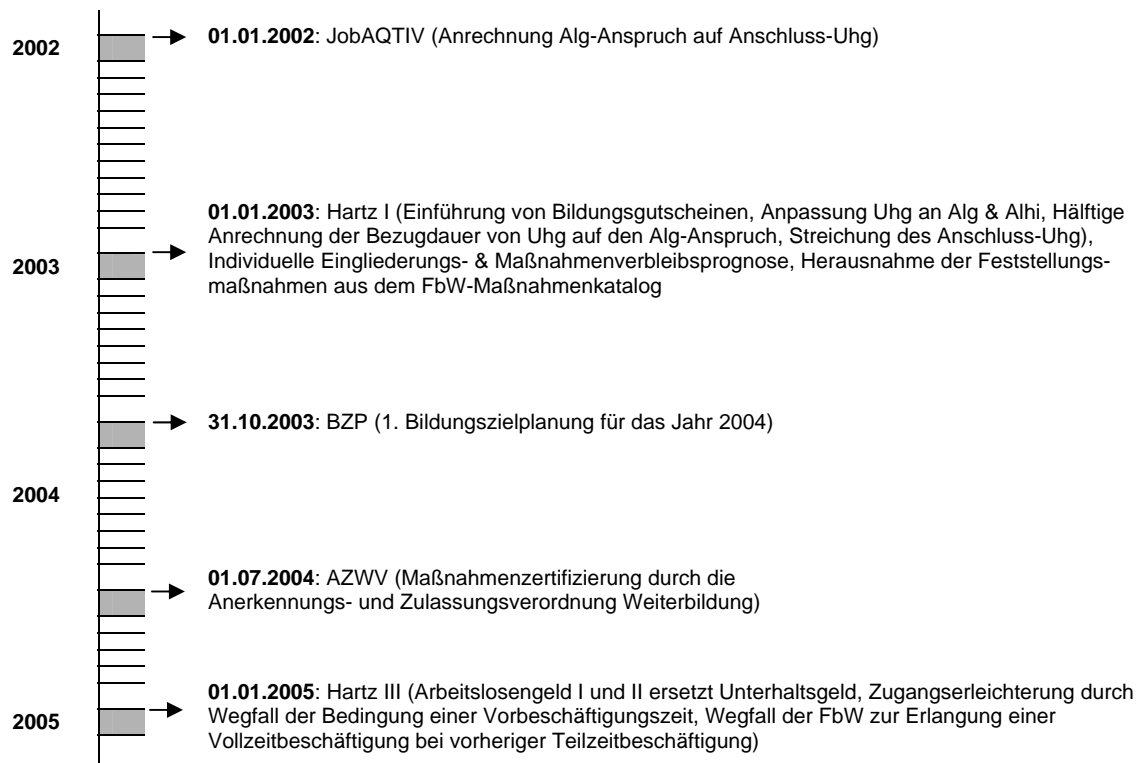 2002
01.01.2002: JobAQTIV (Anrechnung Alg-Anspruch auf Anschluss-Uhg)
01.01.2003: Hartz I (Einführung von Bildungsgutscheinen, Anpassung Uhg an Alg & Alhi, Hälftige
Anrechnung der Bezugdauer von Uhg auf den Alg-Anspruch, Streichung des Anschluss-Uhg),
2003
Individuelle Eingliederungs- & Maßnahmenverbleibsprognose, Herausnahme der Feststellungs-
maßnahmen aus dem FbW-Maßnahmenkatalog
31.10.2003: BZP (1. Bildungszielplanung für das Jahr 2004)
2004
01.07.2004: AZWV (Maßnahmenzertifizierung durch die
Anerkennungs- und Zulassungsverordnung Weiterbildung)
01.01.2005: Hartz III (Arbeitslosengeld I und II ersetzt Unterhaltsgeld, Zugangserleichterung durch
2005
Wegfall der Bedingung einer Vorbeschäftigungszeit, Wegfall der FbW zur Erlangung einer
Vollzeitbeschäftigung bei vorheriger Teilzeitbeschäftigung)